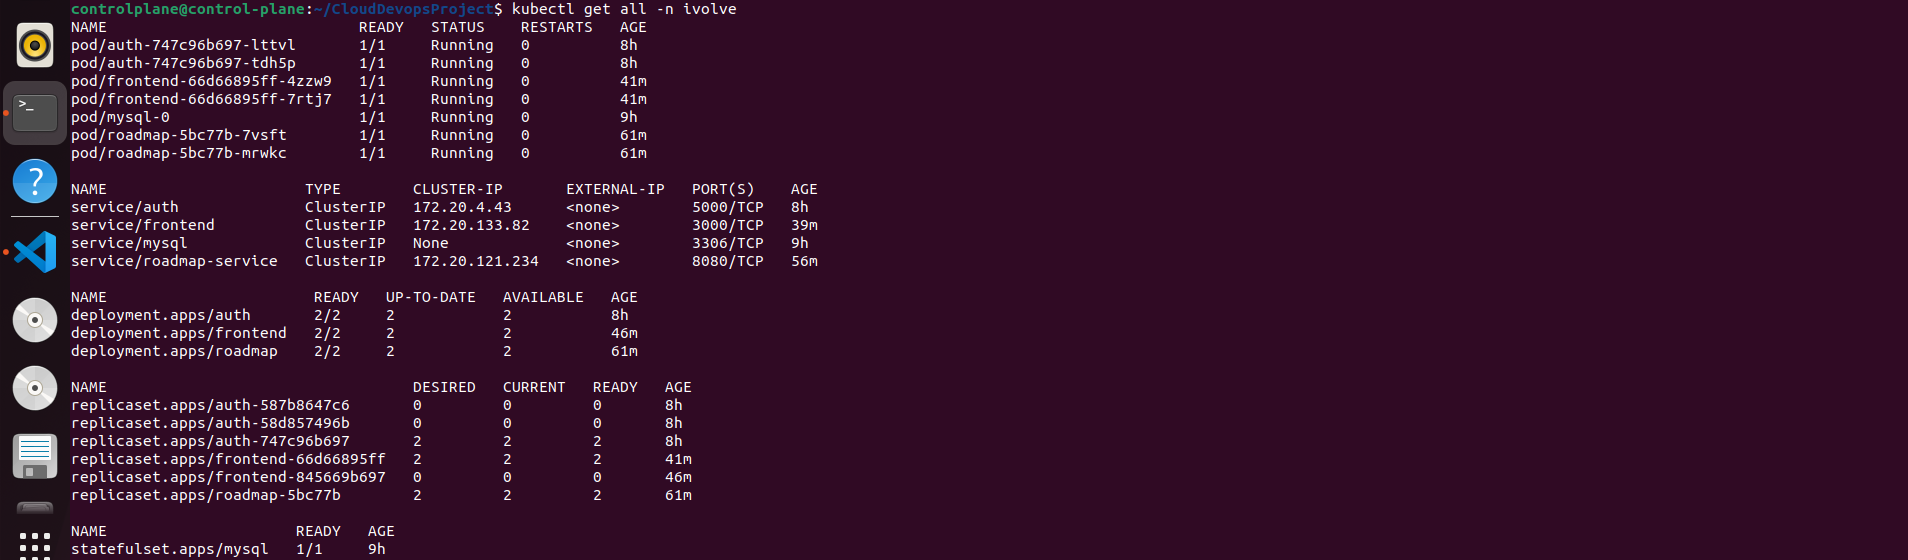 controlplane@control-plane:~/CloudDevopsProject$ kubectl get all -n ivolve
NAME READY STATUS RESTARTS AGE
pod/auth-747c96b697-lttvl 1/1 Running 0 8h
pod/auth-747c96b697-tdh5p 1/1 Running 0 8h
pod/frontend-66d66895ff-4zzw9 1/1 Running 0 41m
pod/frontend-66d66895ff-7rtj7 1/1 Running 0 41m
pod/mysql-0 1/1 Running 0 9h
pod/roadmap-5bc77b-7vsft 1/1 Running 0 61m
pod/roadmap-5bc77b-mrwkc 1/1 Running 0 61m
NAME TYPE CLUSTER-IP EXTERNAL-IP PORT(S) AGE
service/auth ClusterIP 172.20.4.43 <none> 5000/TCP 8h
service/frontend ClusterIP 172.20.133.82 <none> 3000/TCP 39m
service/mysql ClusterIP None <none> 3306/TCP 9h
service/roadmap-service ClusterIP 172.20.121.234 <none> 8080/TCP 56m
NAME READY UP-TO-DATE AVAILABLE AGE
deployment.apps/auth 2/2 2 2 8h
deployment.apps/frontend 2/2 2 2 46m
deployment.apps/roadmap 2/2 2 2 61m
NAME DESIRED CURRENT READY AGE
replicaset.apps/auth-587b8647c6 0 0 0 8h
replicaset.apps/auth-58d857496b 0 0 0 8h
replicaset.apps/auth-747c96b697 2 2 2 8h
replicaset.apps/frontend-66d66895ff 2 2 2 41m
replicaset.apps/frontend-845669b697 0 0 0 46m
replicaset.apps/roadmap-5bc77b 2 2 2 61m
NAME READY AGE
statefulset.apps/mysql 1/1 9h